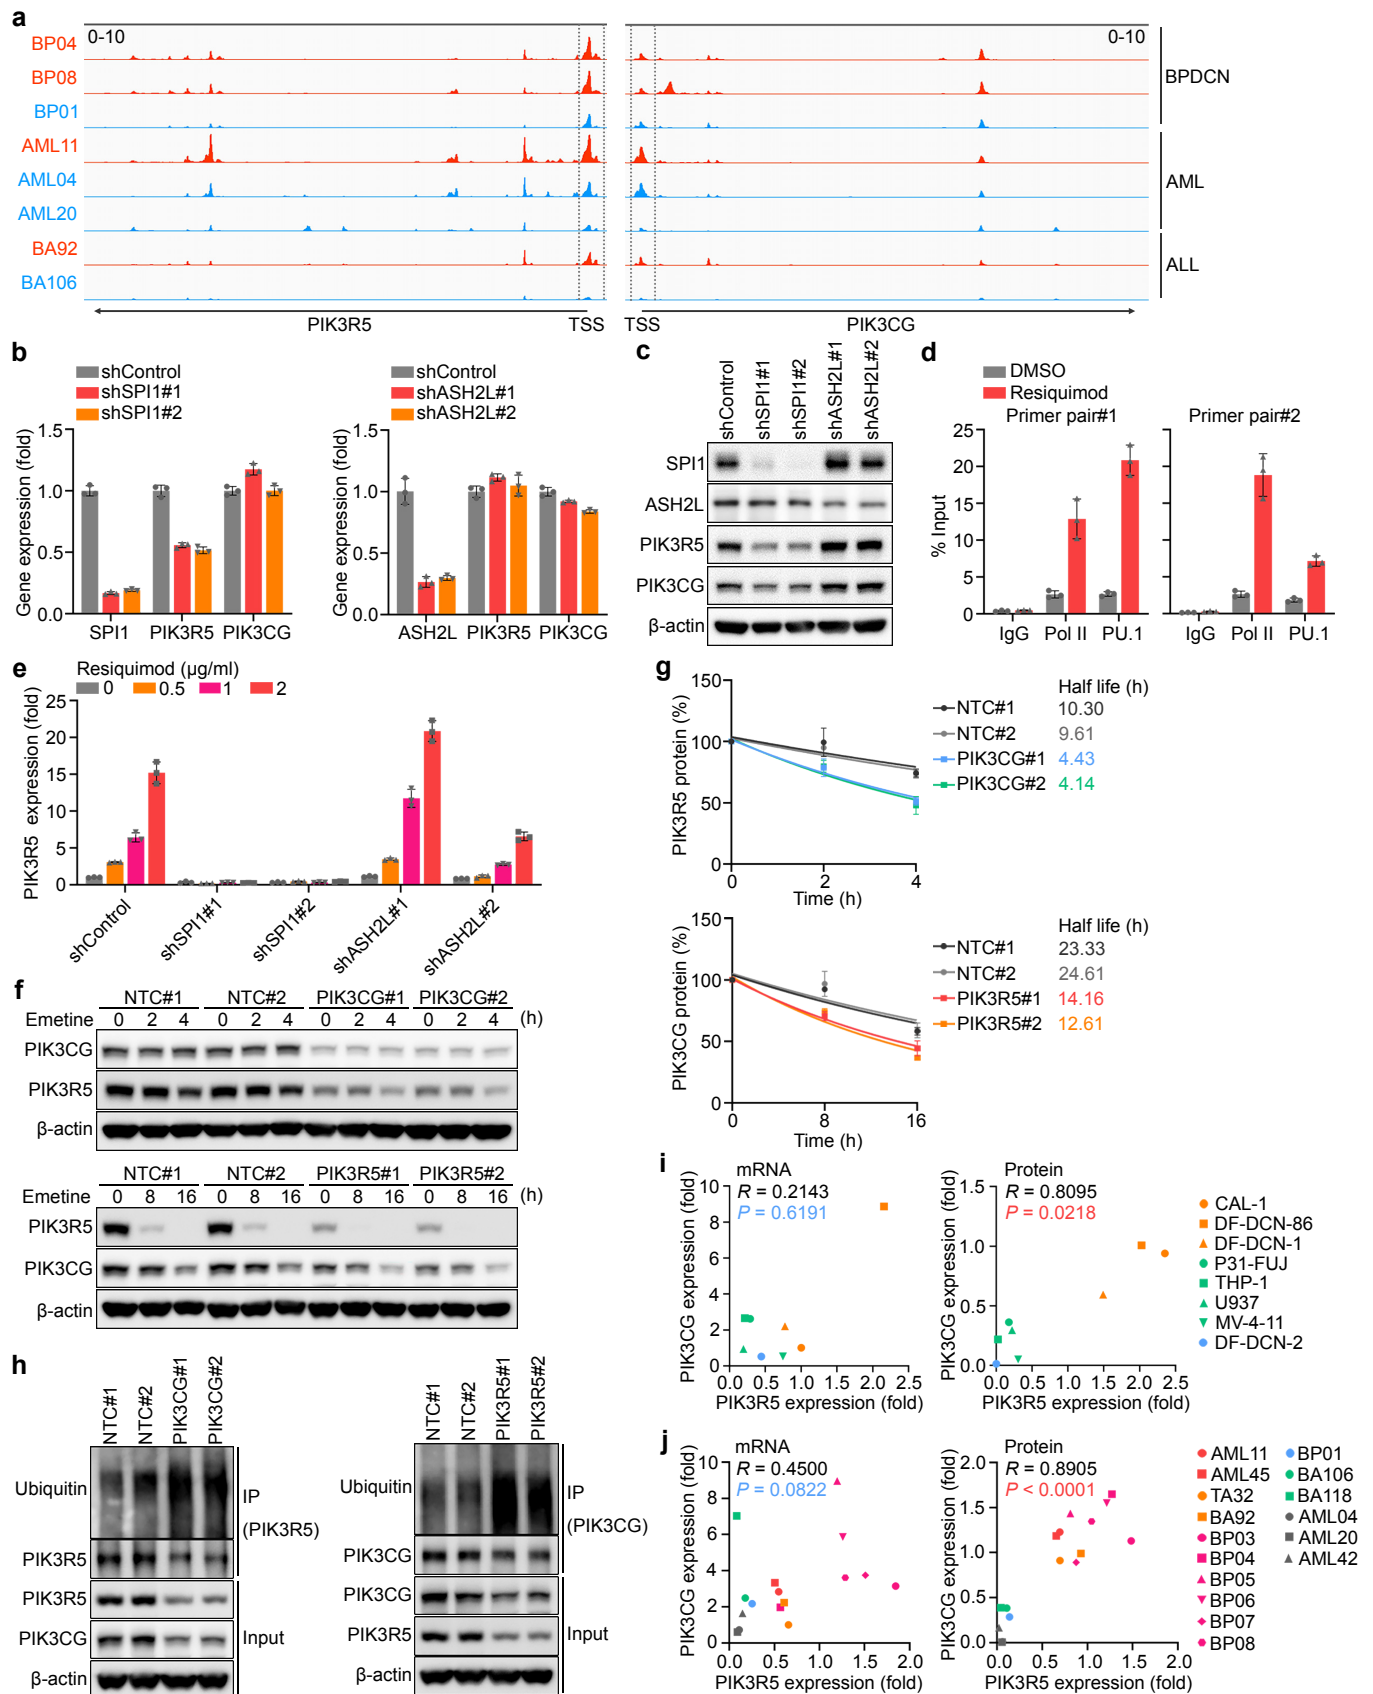 a
0-10
0-10
BP04
BP08
BP01
AML11
AML04
AML20
BA92
BA106
BPDCN
AML
ALL
PIK3R5
TSS
TSS
PIK3CG
b
shControl
shSPI1#1
shSPI1#2
Gene expression (fold)
1.5
1.0
0.5
0.0
SPI1 PIK3R5 PIK3CG
shControl
shASH2L#1
shASH2L#2
Gene expression (fold)
1.5
1.0
0.5
0.0
ASH2L PIK3R5 PIK3CG
c
shControl
shSPI1#1
shSPI1#2
shASH2L#1
shASH2L#2
SPI1
ASH2L
PIK3R5
PIK3CG
β-actin
d
DMSO
Resiquimod
Primer pair#1
Primer pair#2
% Input
25
20
15
10
5
0
IgG Pol II PU.1
IgG Pol II PU.1
e
Resiquimod (µg/ml)
0 0.5 1 2
PIK3R5 expression (fold)
25
20
15
10
5
0
shControl
shSPI1#1
shSPI1#2
shASH2L#1
shASH2L#2
f
NTC#1 NTC#2 PIK3CG#1 PIK3CG#2
Emetine 0 2 4 0 2 4 0 2 4 0 2 4 (h)
PIK3CG
PIK3R5
β-actin
NTC#1 NTC#2 PIK3R5#1 PIK3R5#2
Emetine 0 8 16 0 8 16 0 8 16 0 8 16 (h)
PIK3R5
PIK3CG
β-actin
g
PIK3R5 protein (%)
150
100
50
0
0 2 4
Time (h)
Half life (h)
NTC#1 10.30
NTC#2 9.61
PIK3CG#1 4.43
PIK3CG#2 4.14
PIK3CG protein (%)
150
100
50
0
0 8 16
Time (h)
Half life (h)
NTC#1 23.33
NTC#2 24.61
PIK3R5#1 14.16
PIK3R5#2 12.61
h
NTC#1
NTC#2
PIK3CG#1
PIK3CG#2
Ubiquitin
PIK3R5
PIK3R5
PIK3CG
β-actin
IP
(PIK3R5)
Input
NTC#1
NTC#2
PIK3R5#1
PIK3R5#2
Ubiquitin
PIK3CG
PIK3CG
PIK3R5
β-actin
IP
(PIK3CG)
Input
i
mRNA
R = 0.2143
P = 0.6191
PIK3CG expression (fold)
10
8
6
4
2
0
0.0 0.5 1.0 1.5 2.0 2.5
PIK3R5 expression (fold)
Protein
R = 0.8095
P = 0.0218
PIK3CG expression (fold)
1.5
1.0
0.5
0.0
0.0 0.5 1.0 1.5 2.0 2.5
PIK3R5 expression (fold)
CAL-1
DF-DCN-86
DF-DCN-1
P31-FUJ
THP-1
U937
MV-4-11
DF-DCN-2
j
mRNA
R = 0.4500
P = 0.0822
PIK3CG expression (fold)
10
8
6
4
2
0
0.0 0.5 1.0 1.5 2.0
PIK3R5 expression (fold)
Protein
R = 0.8905
P < 0.0001
PIK3CG expression (fold)
2.0
1.5
1.0
0.5
0.0
0.0 0.5 1.0 1.5 2.0
PIK3R5 expression (fold)
AML11 BP01
AML45 BA106
TA32 BA118
BA92 AML04
BP03 AML20
BP04 AML42
BP05
BP06
BP07
BP08